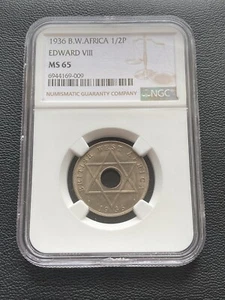 1936 B.W.AFRICA 1/2P
EDWARD VIII
MS 65
6944169-009
NUMISMATIC GUARANTY COMPANY
NGC